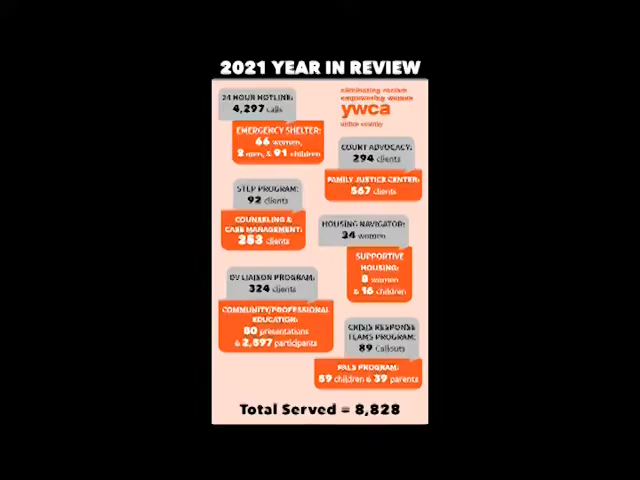 2021 YEAR IN REVIEW
24 HOUR HOTLINE:
4,297 calls
eliminating racism
empowering women
ywca
EMERGENCY SHELTER:
66 women,
2 men, & 91 children
COURT ADVOCACY:
294 clients
FAMILY JUSTICE CENTER:
567 clients
STEP PROGRAM:
92 clients
COUNSELING &
CASE MANAGEMENT:
253 clients
HOUSING NAVIGATOR:
34 women
SUPPORTIVE
HOUSING:
8 women
& 16 children
DV LIAISON PROGRAM:
324 clients
COMMUNITY/PROFESSIONAL
EDUCATION:
80 presentations
& 2,597 participants
CRISIS RESPONSE
TEAMS PROGRAM:
89 Callouts
PALS PROGRAM:
59 children & 39 parents
Total Served = 8,828